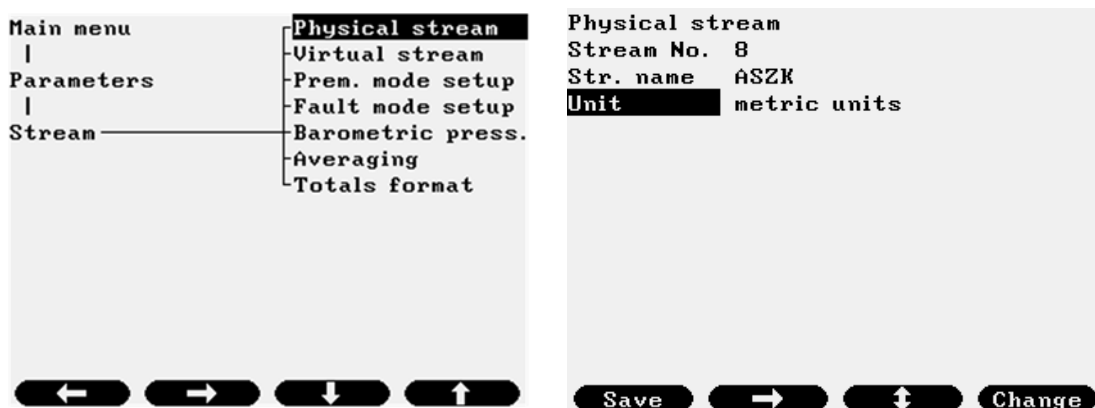 Main menu
Parameters
Stream
Physical stream
Virtual stream
Prem. mode setup
Fault mode setup
Barometric press.
Averaging
Totals format
Physical stream
Stream No. 8
Str. name ASZK
Unit metric units
Save
Change